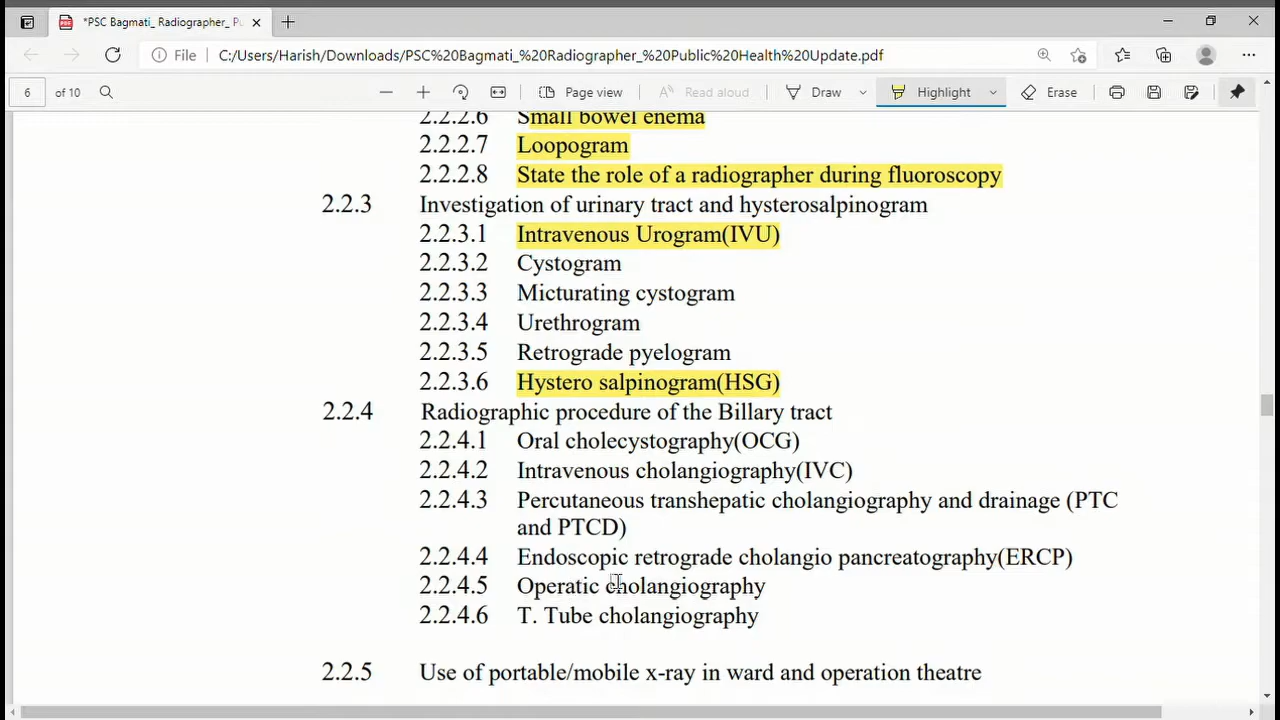 *PSC Bagmati_ Radiographer_ Pu
File C:/Users/Harish/Downloads/PSC%20Bagmati_%20Radiographer_%20Public%20Health%20Update.pdf
6 of 10 Page view Read aloud Draw Highlight Erase
2.2.2.6 Small bowel enema
2.2.2.7 Loopogram
2.2.2.8 State the role of a radiographer during fluoroscopy
2.2.3 Investigation of urinary tract and hysterosalpinogram
2.2.3.1 Intravenous Urogram(IVU)
2.2.3.2 Cystogram
2.2.3.3 Micturating cystogram
2.2.3.4 Urethrogram
2.2.3.5 Retrograde pyelogram
2.2.3.6 Hystero salpinogram(HSG)
2.2.4 Radiographic procedure of the Billary tract
2.2.4.1 Oral cholecystography(OCG)
2.2.4.2 Intravenous cholangiography(IVC)
2.2.4.3 Percutaneous transhepatic cholangiography and drainage (PTC
and PTCD)
2.2.4.4 Endoscopic retrograde cholangio pancreatography(ERCP)
2.2.4.5 Operatic cholangiography
2.2.4.6 T. Tube cholangiography
2.2.5 Use of portable/mobile x-ray in ward and operation theatre